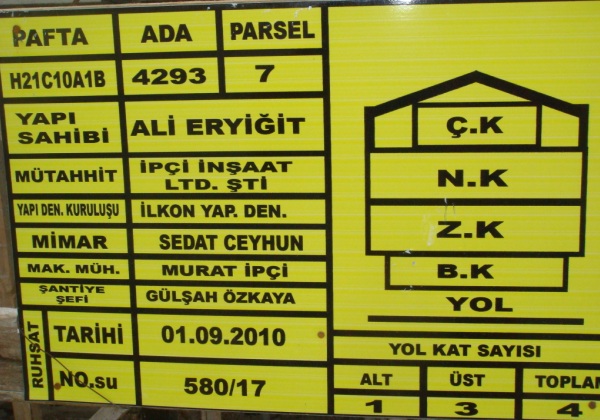 PAFTA ADA PARSEL
H21C10A1B 4293 7
YAPI
SAHİBİ
ALİ ERYİĞİT
MÜTAHHİT
İPÇİ İNŞAAT
LTD. ŞTİ
YAPI DEN. KURULUŞU İLKON YAP. DEN.
MİMAR SEDAT CEYHUN
MAK. MÜH. MURAT İPÇİ
ŞANTİYE
ŞEFİ
GÜLŞAH ÖZKAYA
RUHSAT
TARİHİ 01.09.2010
NO.su 580/17
Ç.K
N.K
Z.K
B.K
YOL
YOL KAT SAYISI
ALT ÜST TOPLAM
1 3 4